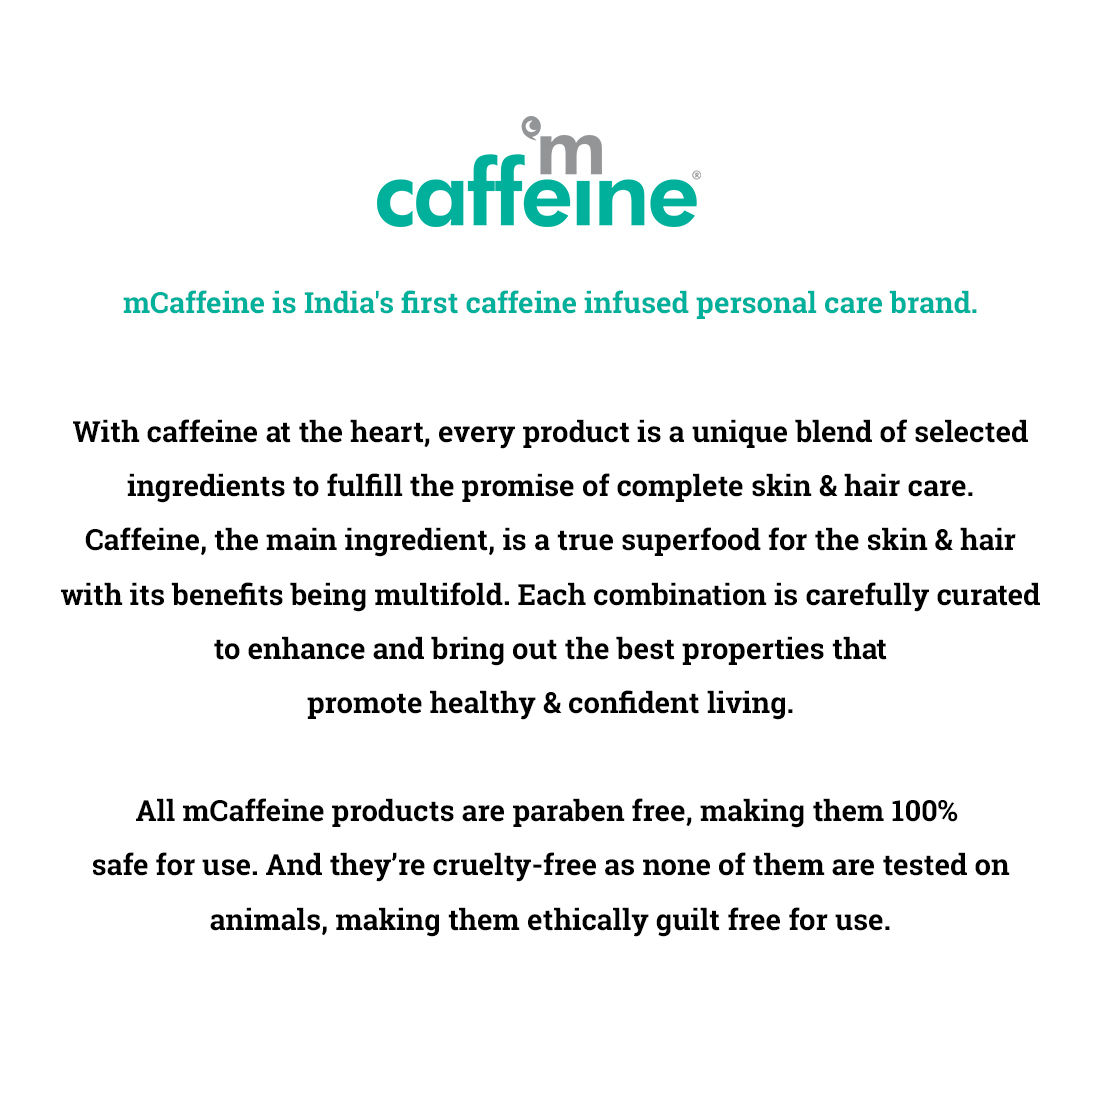 'm
caffeine®
mCaffeine is India's first caffeine infused personal care brand.
With caffeine at the heart, every product is a unique blend of selected
ingredients to fulfill the promise of complete skin & hair care.
Caffeine, the main ingredient, is a true superfood for the skin & hair
with its benefits being multifold. Each combination is carefully curated
to enhance and bring out the best properties that
promote healthy & confident living.
All mCaffeine products are paraben free, making them 100%
safe for use. And they’re cruelty-free as none of them are tested on
animals, making them ethically guilt free for use.